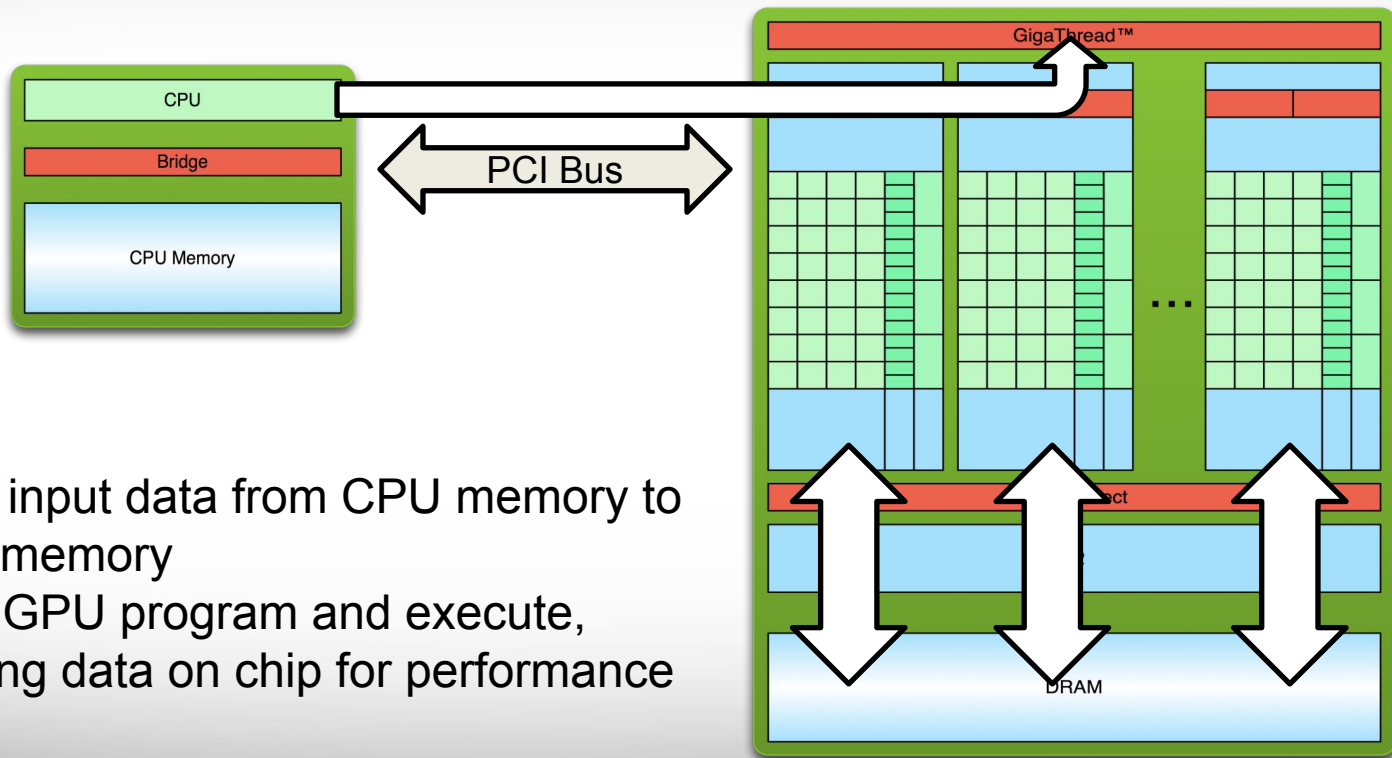 GigaThread™
CPU
Bridge
PCI Bus
CPU Memory
...
input data from CPU memory to
memory
GPU program and execute,
ng data on chip for performance
ect
DRAM